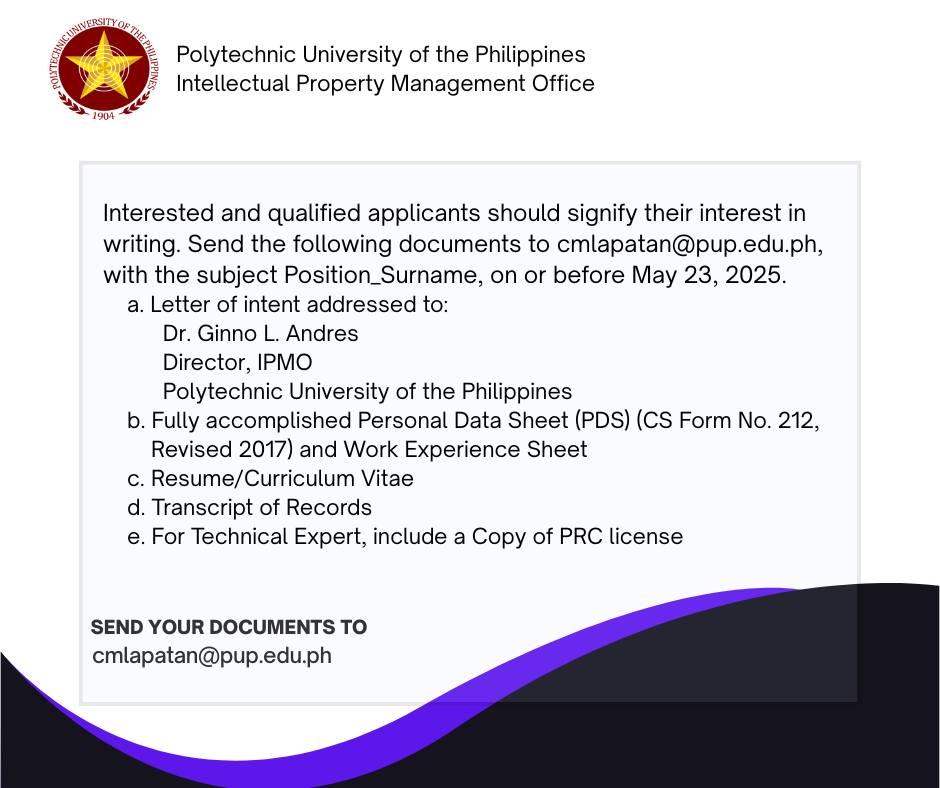 POLYTECHNIC UNIVERSITY OF THE PHILIPPINES
1904
Polytechnic University of the Philippines
Intellectual Property Management Office
Interested and qualified applicants should signify their interest in
writing. Send the following documents to cmlapatan@pup.edu.ph,
with the subject Position_Surname, on or before May 23, 2025.
a. Letter of intent addressed to:
Dr. Ginno L. Andres
Director, IPMO
Polytechnic University of the Philippines
b. Fully accomplished Personal Data Sheet (PDS) (CS Form No. 212,
Revised 2017) and Work Experience Sheet
c. Resume/Curriculum Vitae
d. Transcript of Records
e. For Technical Expert, include a Copy of PRC license
SEND YOUR DOCUMENTS TO
cmlapatan@pup.edu.ph